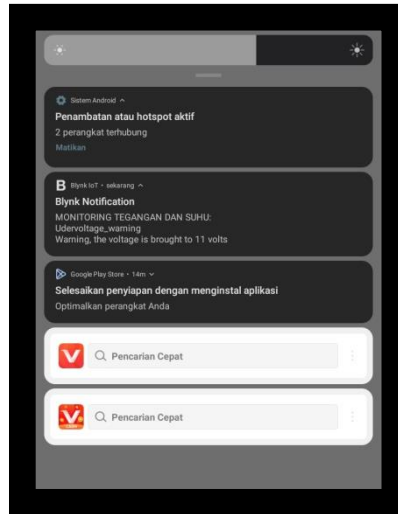 Sistem Android
Penambatan atau hotspot aktif
2 perangkat terhubung
Matikan
B Blynk IoT • sekarang
Blynk Notification
MONITORING TEGANGAN DAN SUHU:
Udervoltage_warning
Warning, the voltage is brought to 11 volts
Google Play Store • 14m
Selesaikan penyiapan dengan menginstal aplikasi
Optimalkan perangkat Anda
Pencarian Cepat
Pencarian Cepat